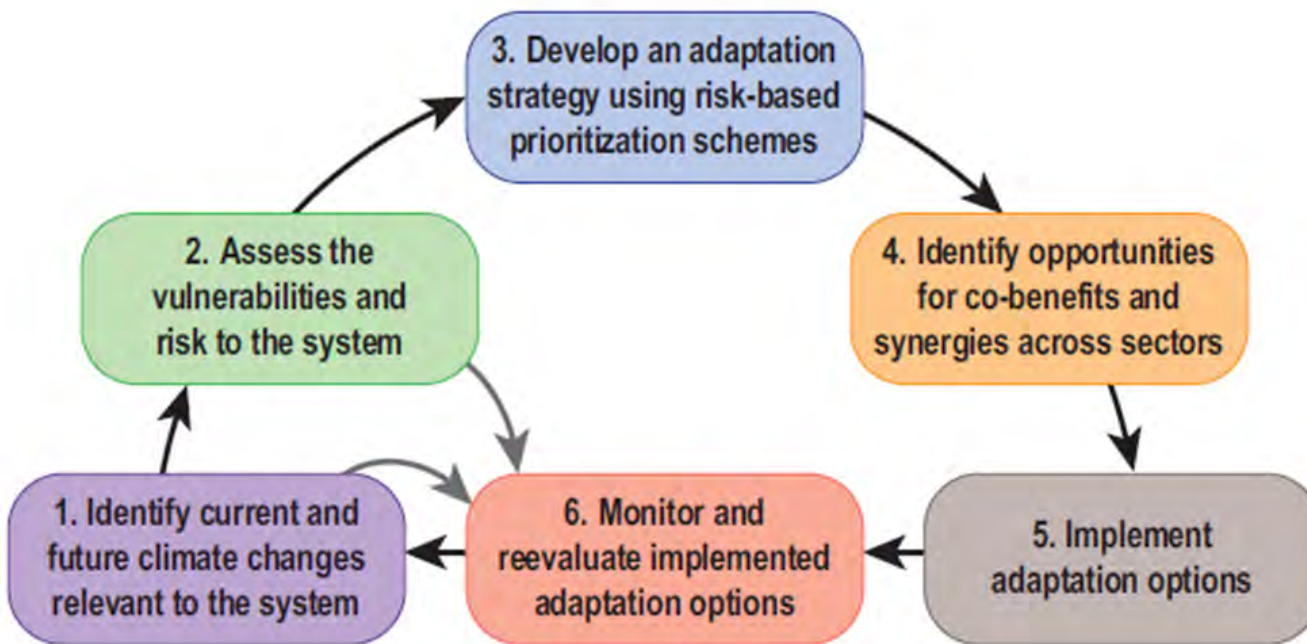 3. Develop an adaptation
strategy using risk-based
prioritization schemes
2. Assess the
vulnerabilities and
risk to the system
4. Identify opportunities
for co-benefits and
synergies across sectors
1. Identify current and
future climate changes
relevant to the system
6. Monitor and
reevaluate implemented
adaptation options
5. Implement
adaptation options